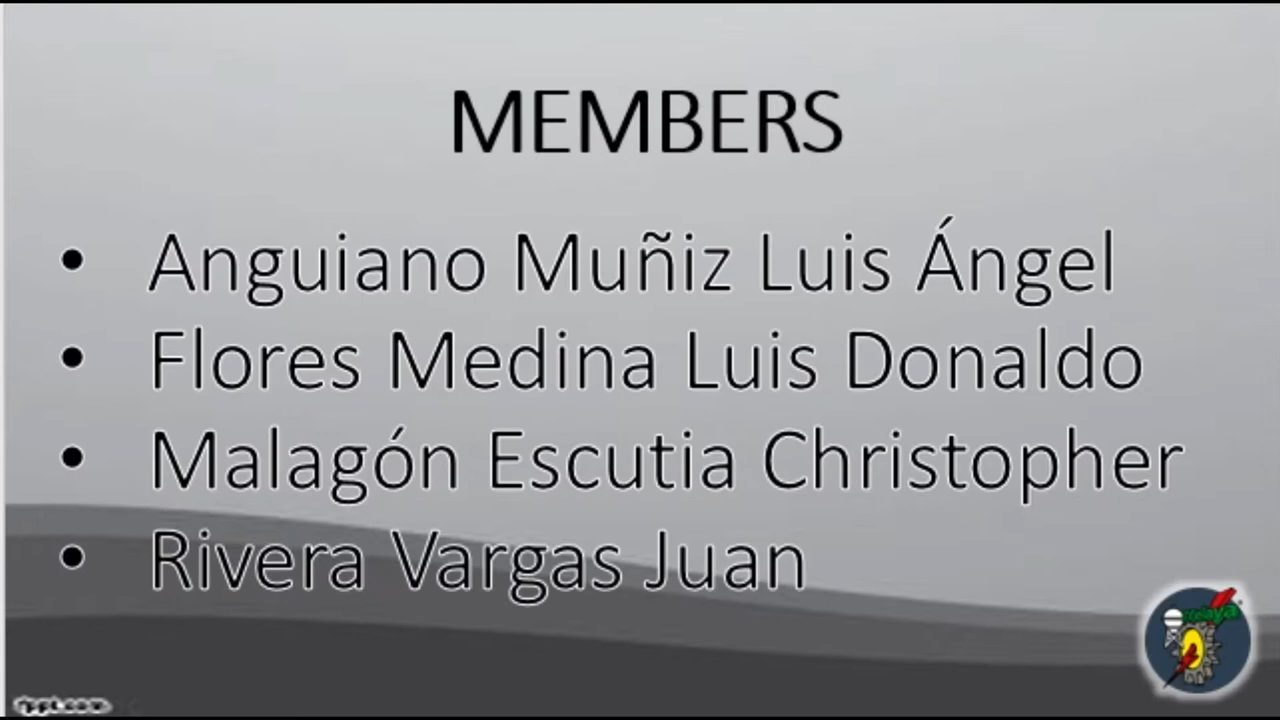 MEMBERS
• Anguiano Muñiz Luis Ángel
• Flores Medina Luis Donaldo
• Malagón Escutia Christopher
• Rivera Vargas Juan